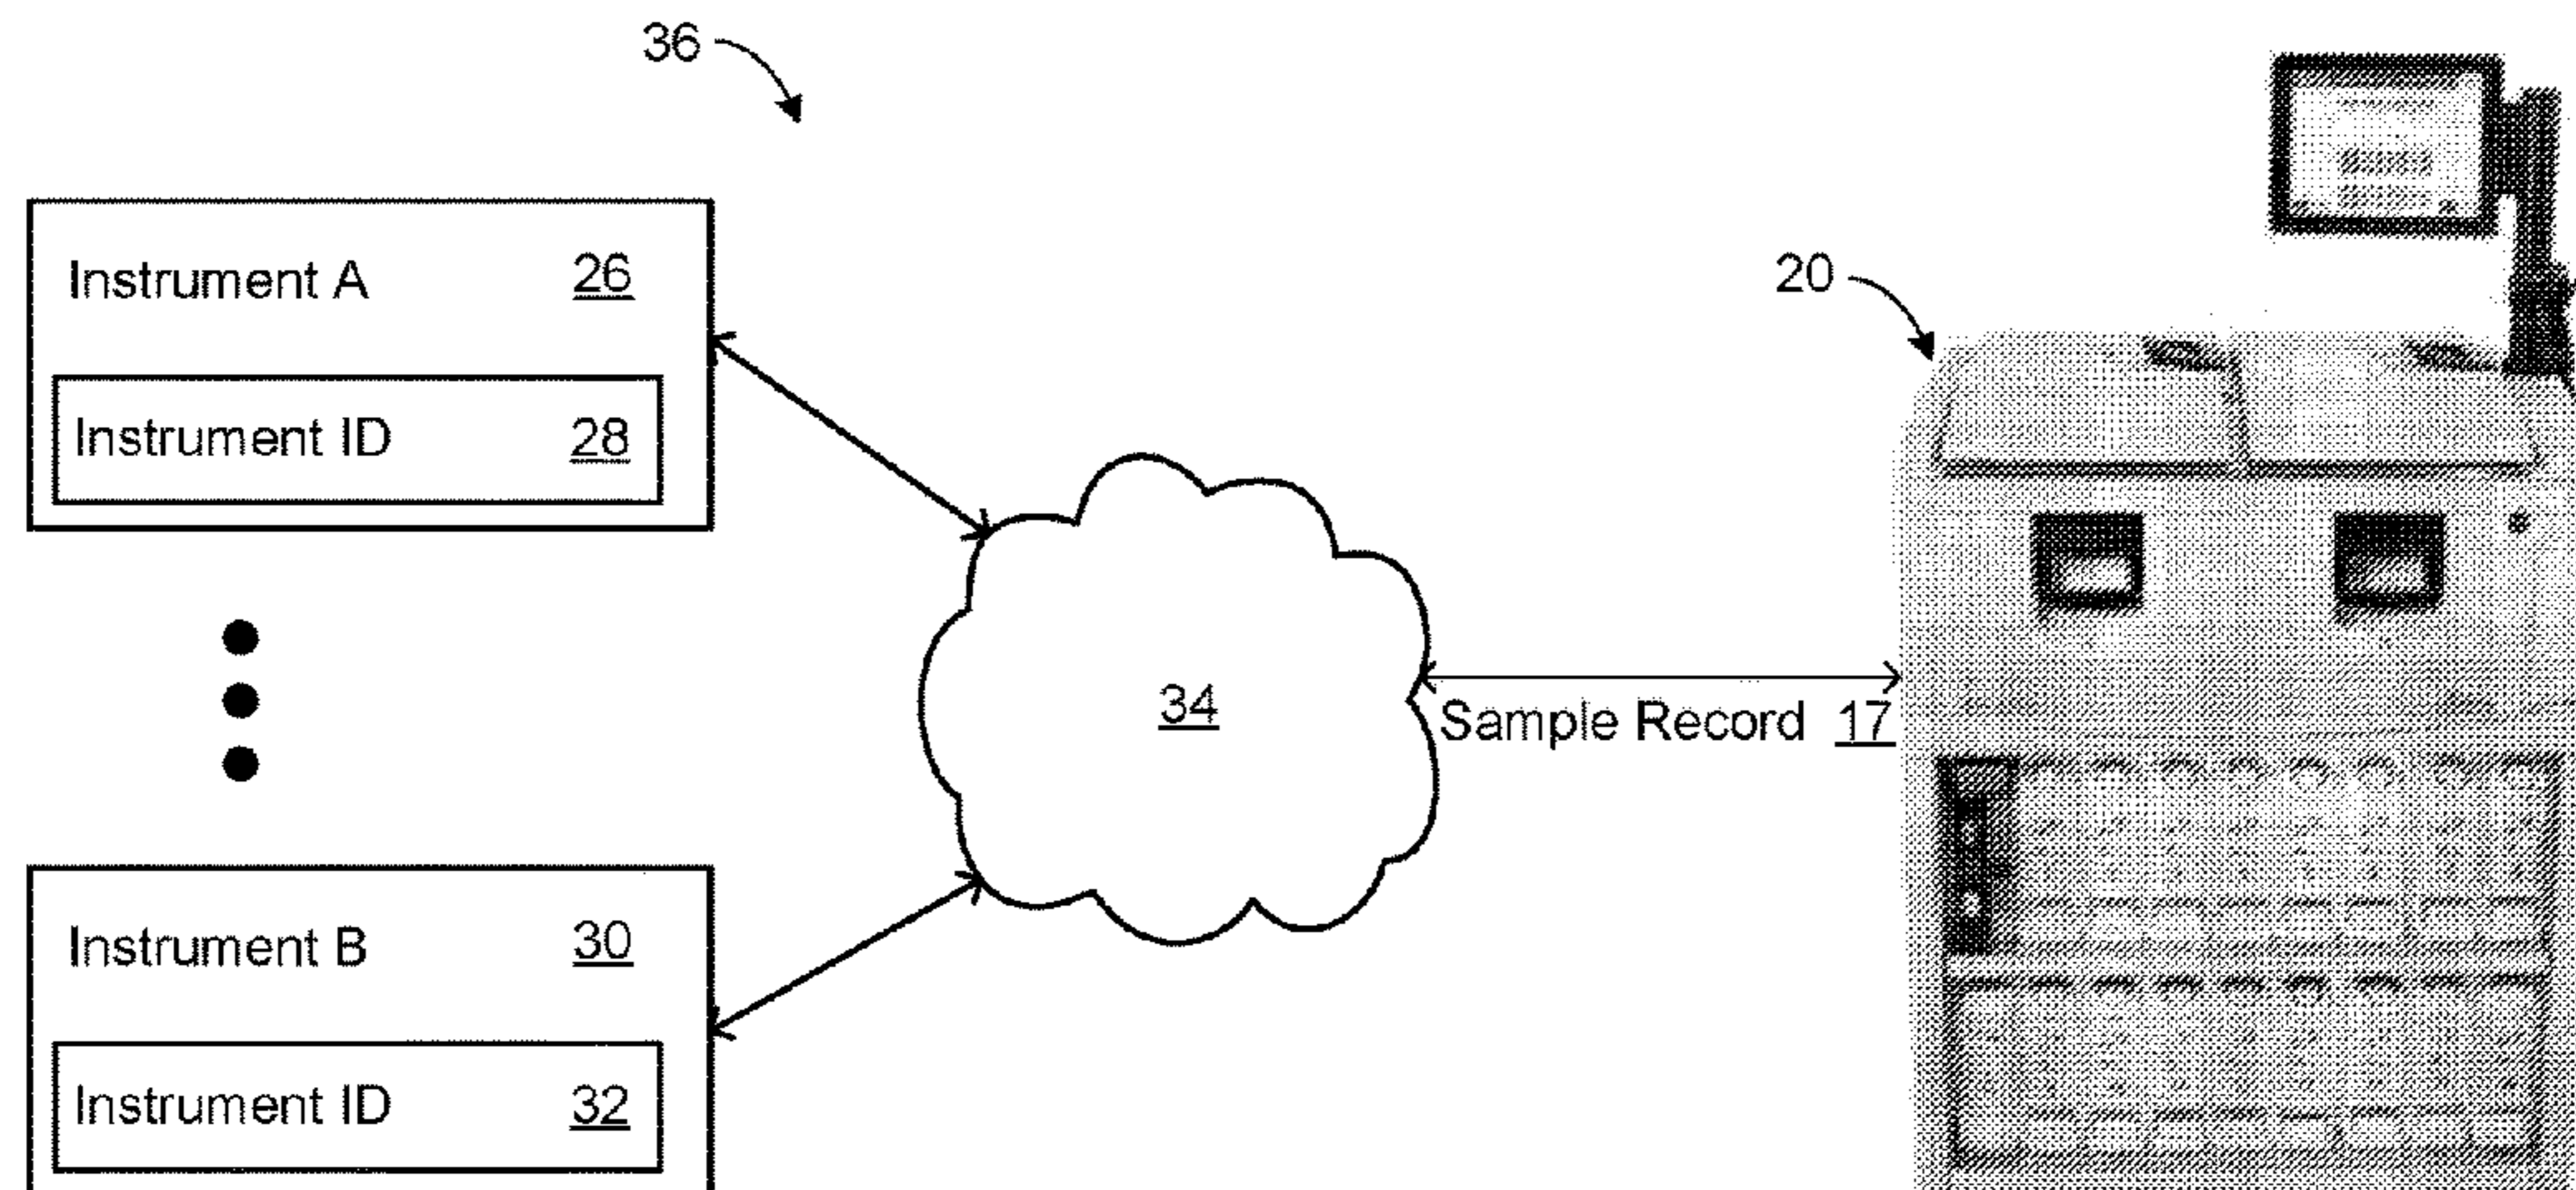 36
Instrument A 26
20
Instrument ID 28
34
Sample Record 17
Instrument B 30
Instrument ID 32